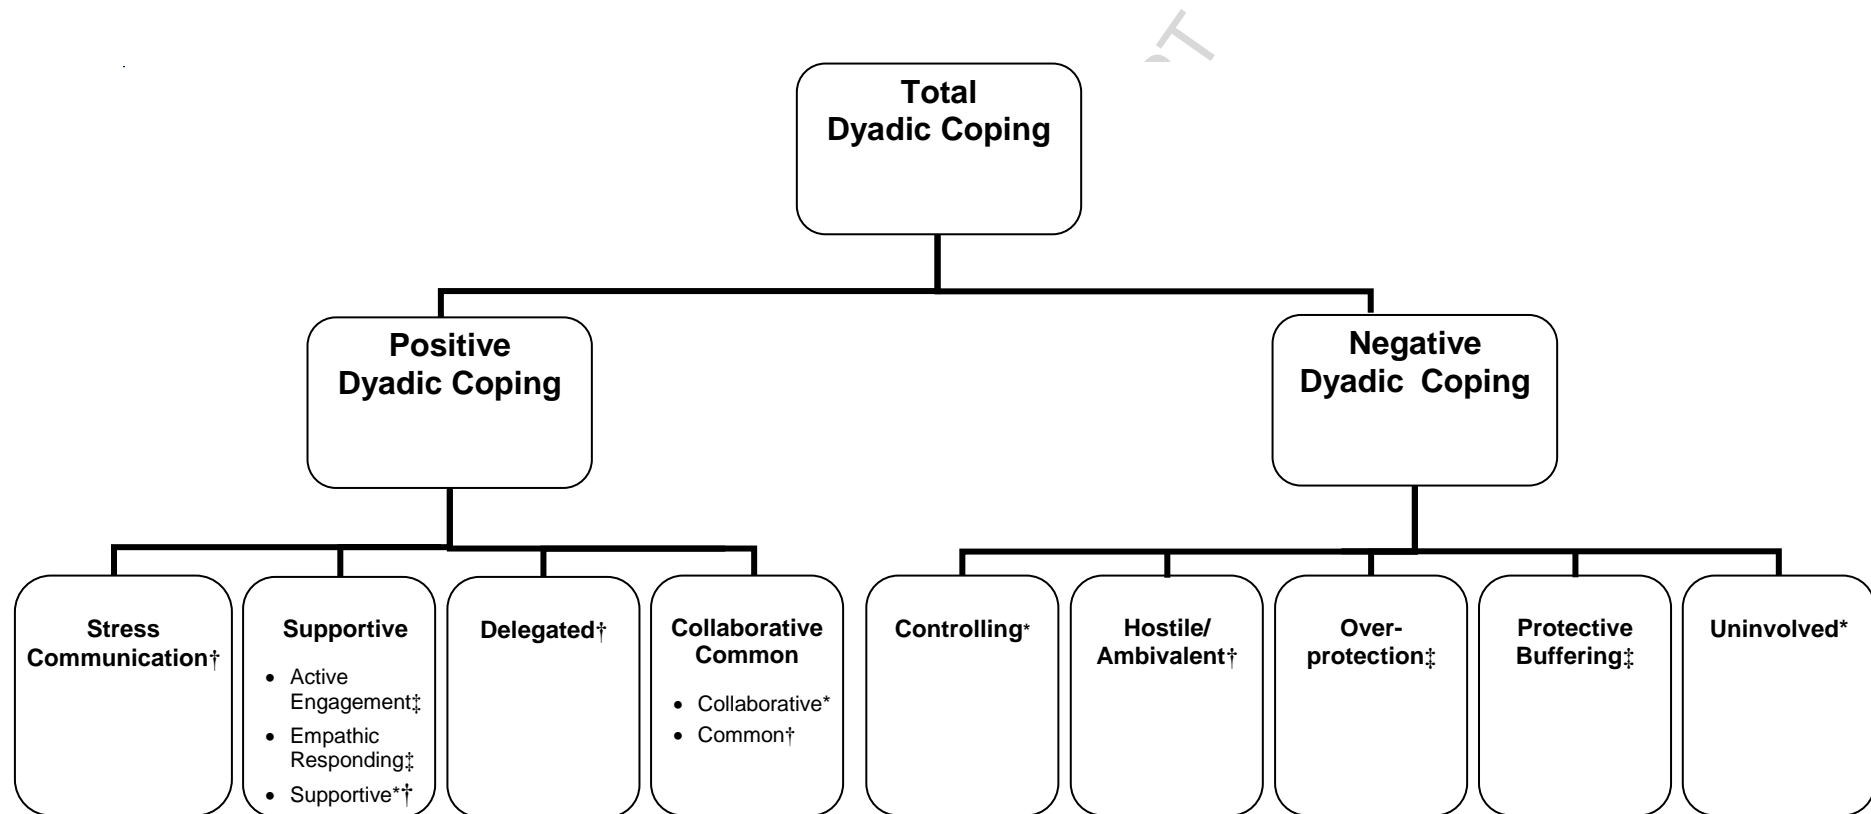 Total
Dyadic Coping
Positive
Dyadic Coping
Negative
Dyadic Coping
Stress
Communication†
Supportive
• Active
Engagement‡
• Empathic
Responding‡
• Supportive*†
Delegated†
Collaborative
Common
• Collaborative*
• Common†
Controlling*
Hostile/
Ambivalent†
Over-
protection‡
Protective
Buffering‡
Uninvolved*